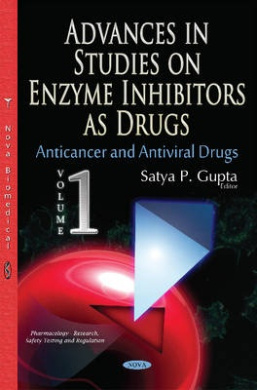 ADVANCES IN
STUDIES ON
ENZYME INHIBITORS
AS DRUGS
Anticancer and Antiviral Drugs
VOLUME
1
Satya P. Gupta
Editor
Nova Biomedical
Pharmacology - Research,
Safety Testing and Regulation
NOVA